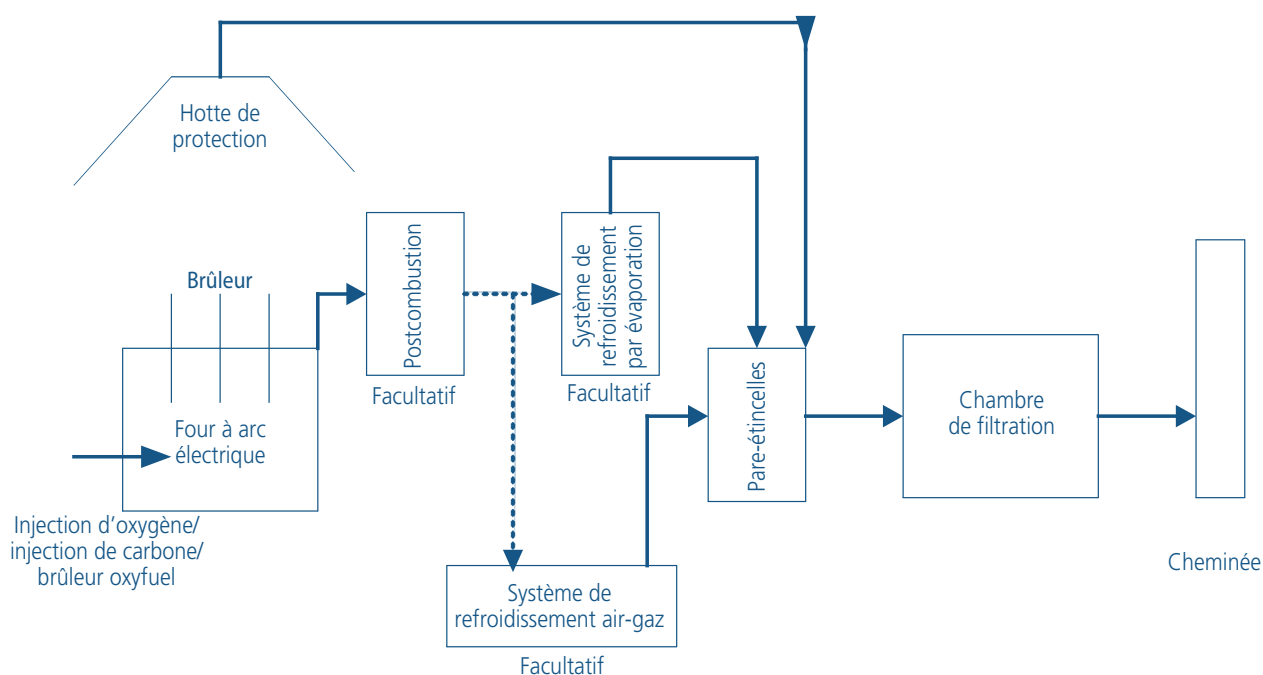 Hotte de
protection
Brûleur
Four à arc
électrique
Injection d’oxygène/
injection de carbone/
brûleur oxyfuel
Postcombustion
Facultatif
Système de
refroidissement
par évaporation
Facultatif
Système de
refroidissement air-gaz
Facultatif
Pare-étincelles
Chambre
de filtration
Cheminée